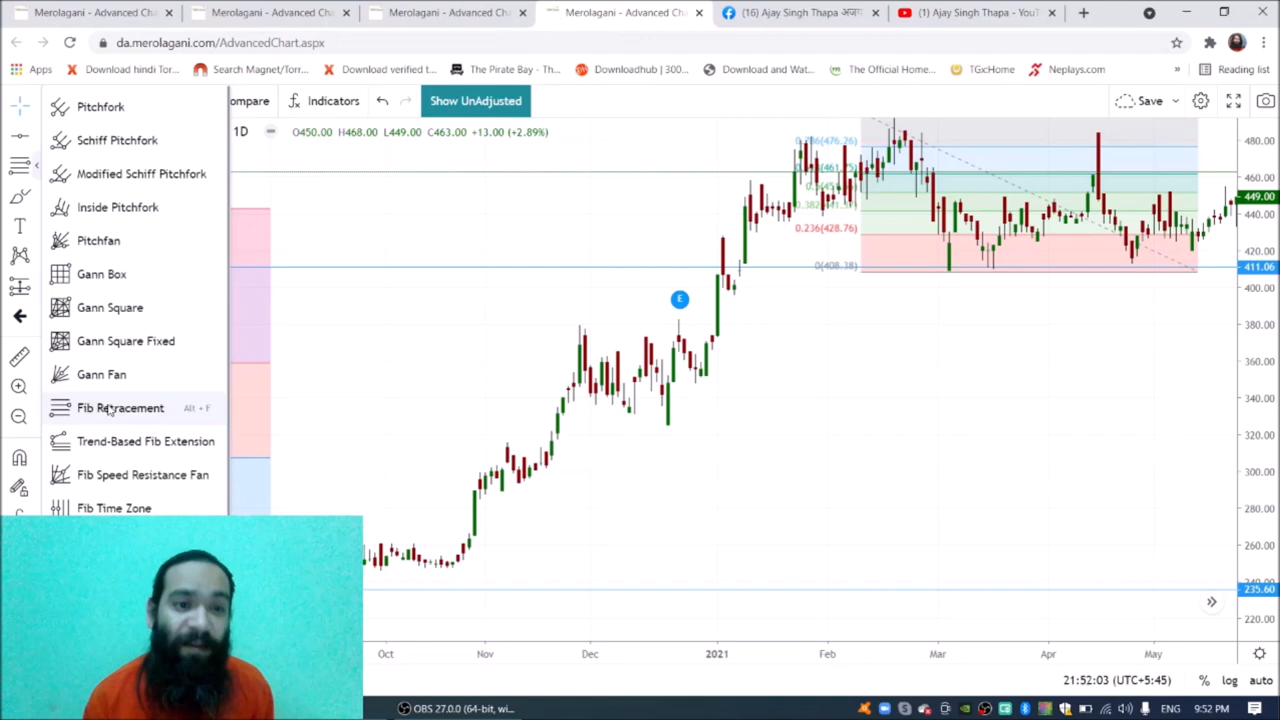 Merolagani - Advanced Cha
Merolagani - Advanced Cha
Merolagani - Advanced Cha
Merolagani - Advanced Cha
(16) Ajay Singh Thapa अजय
(1) Ajay Singh Thapa - YouT
da.merolagani.com/AdvancedChart.aspx
Apps
Download hindi Tor...
Search Magnet/Torr...
Download verified t...
The Pirate Bay - Th...
Downloadhub | 300...
Download and Wat...
The Official Home...
TGxHome
Neplays.com
»
Reading list
ompare
Indicators
Show UnAdjusted
Save
Pitchfork
Schiff Pitchfork
Modified Schiff Pitchfork
Inside Pitchfork
Pitchfan
Gann Box
Gann Square
Gann Square Fixed
Gann Fan
Fib Retracement Alt + F
Trend-Based Fib Extension
Fib Speed Resistance Fan
Fib Time Zone
1D
O450.00 H468.00 L449.00 C463.00 +13.00 (+2.89%)
0.236(428.76)
0(408.38)
E
480.00
460.00
449.00
440.00
420.00
411.06
400.00
380.00
360.00
340.00
320.00
300.00
280.00
260.00
235.60
220.00
Oct Nov Dec 2021 Feb Mar Apr May
21:52:03 (UTC+5:45) % log auto
OBS 27.0.0 (64-bit, wi...
ENG 9:52 PM